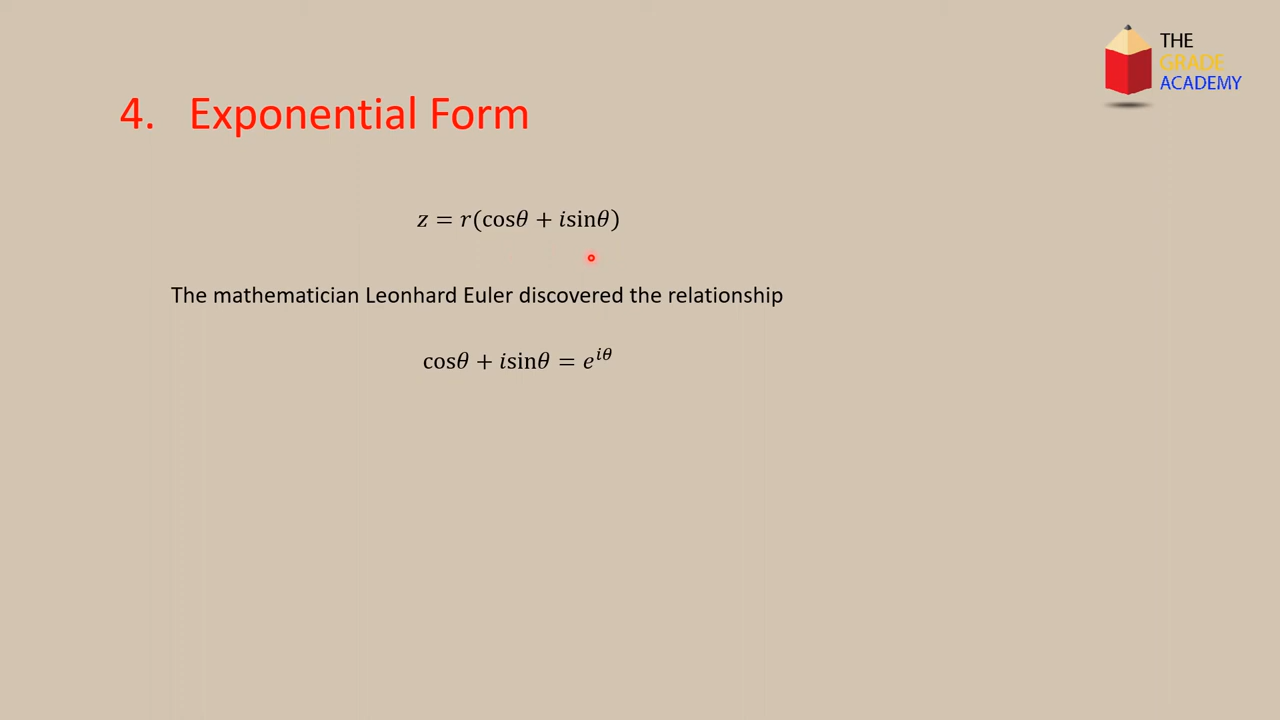 THE
GRADE
ACADEMY
4. Exponential Form
z = r(cosθ + isinθ)
The mathematician Leonhard Euler discovered the relationship
cosθ + isinθ = e^{iθ}